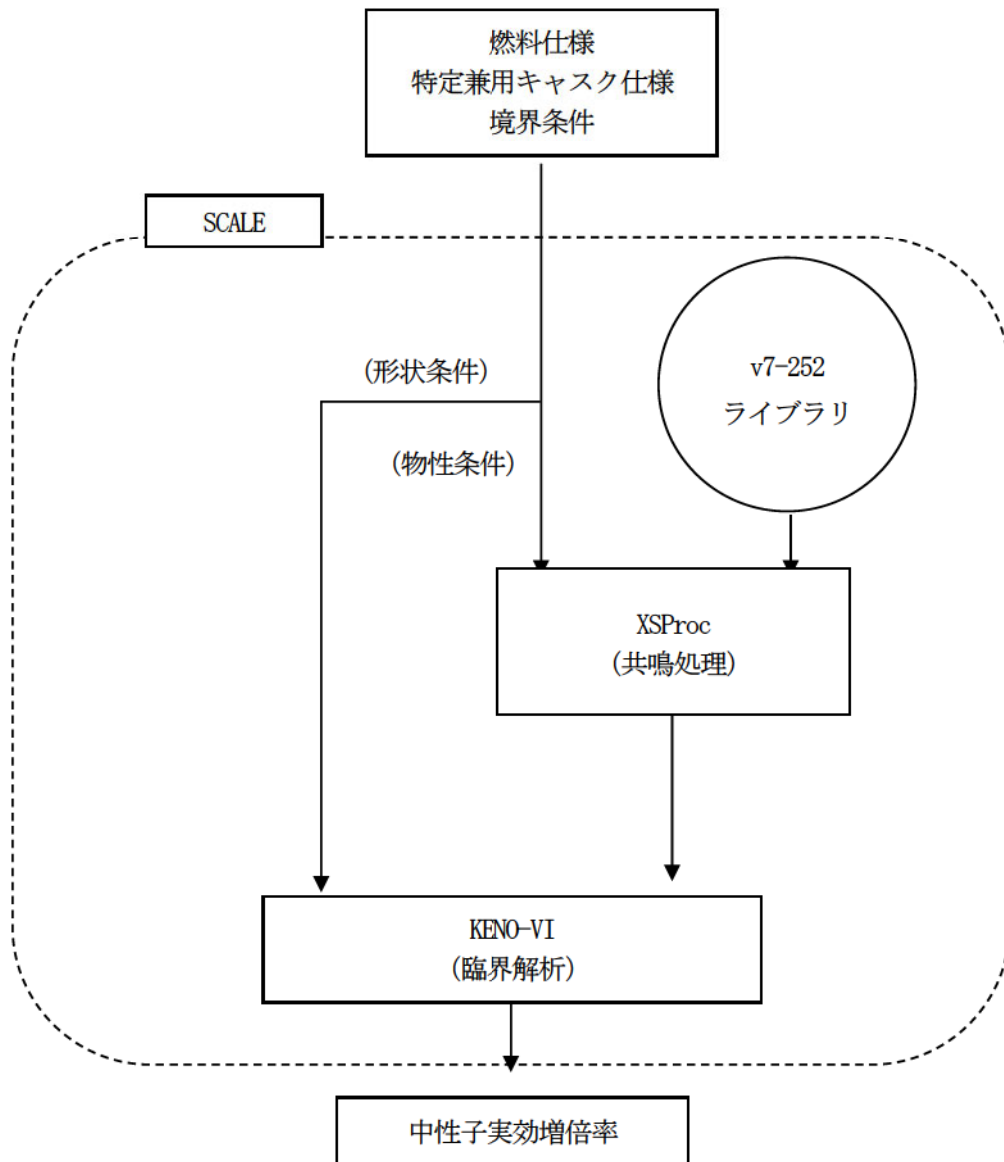 燃料仕様
特定兼用キャスク仕様
境界条件
SCALE
v7-252
ライブラリ
(形状条件)
(物性条件)
XSProc
(共鳴処理)
KENO-VI
(臨界解析)
中性子実効増倍率